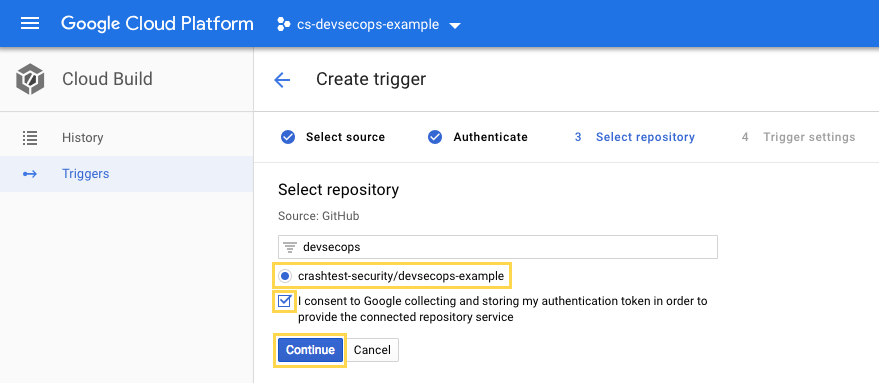 Google Cloud Platform cs-devsecops-example
Cloud Build
Create trigger
History
Triggers
Select source Authenticate 3 Select repository 4 Trigger settings
Select repository
Source: GitHub
devsecops
crashtest-security/devsecops-example
I consent to Google collecting and storing my authentication token in order to
provide the connected repository service
Continue Cancel